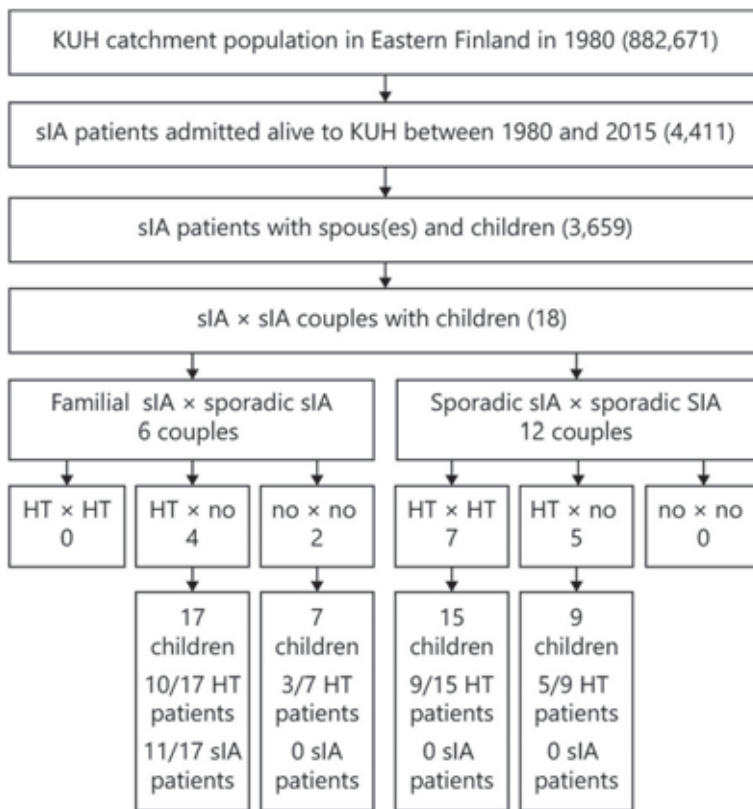 KUH catchment population in Eastern Finland in 1980 (882,671)
sIA patients admitted alive to KUH between 1980 and 2015 (4,411)
sIA patients with spous(es) and children (3,659)
sIA × sIA couples with children (18)
Familial sIA × sporadic sIA
6 couples
Sporadic sIA × sporadic SIA
12 couples
HT × HT
0
HT × no
4
no × no
2
HT × HT
7
HT × no
5
no × no
0
17
children
10/17 HT
patients
11/17 sIA
patients
7
children
3/7 HT
patients
0 sIA
patients
15
children
9/15 HT
patients
0 sIA
patients
9
children
5/9 HT
patients
0 sIA
patients